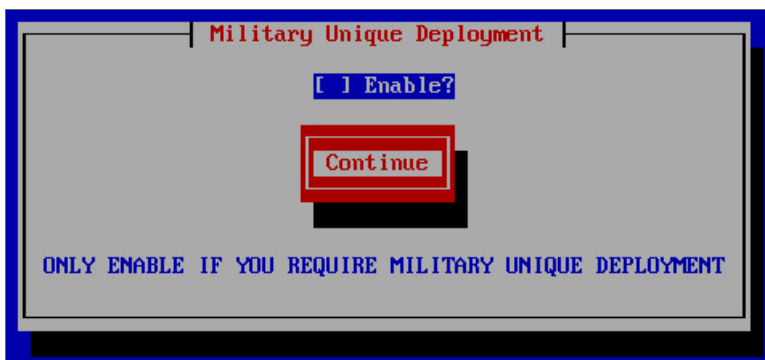 Military Unique Deployment
[ ] Enable?
Continue
ONLY ENABLE IF YOU REQUIRE MILITARY UNIQUE DEPLOYMENT